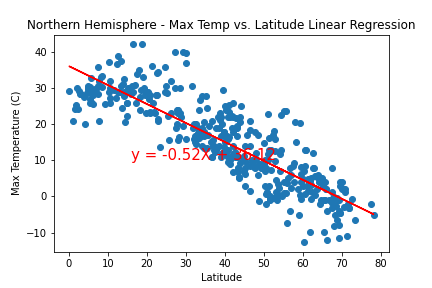 Northern Hemisphere - Max Temp vs. Latitude Linear Regression
40
30
20
10
0
−10
Max Temperature (C)
y = -0.52X +
0 10 20 30 40 50 60 70 80
Latitude